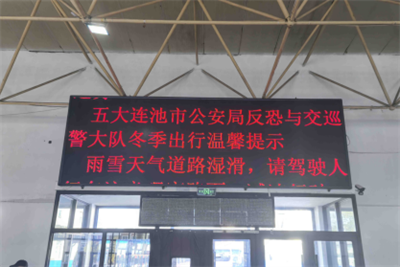 五大连池市公安局反恐与交巡
警大队冬季出行温馨提示
雨雪天气道路湿滑，请驾驶人